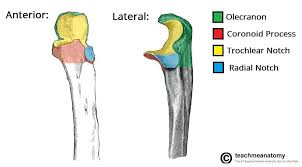 Anterior:
Lateral:
Olecranon
Coronoid Process
Trochlear Notch
Radial Notch
teachmeanatomy